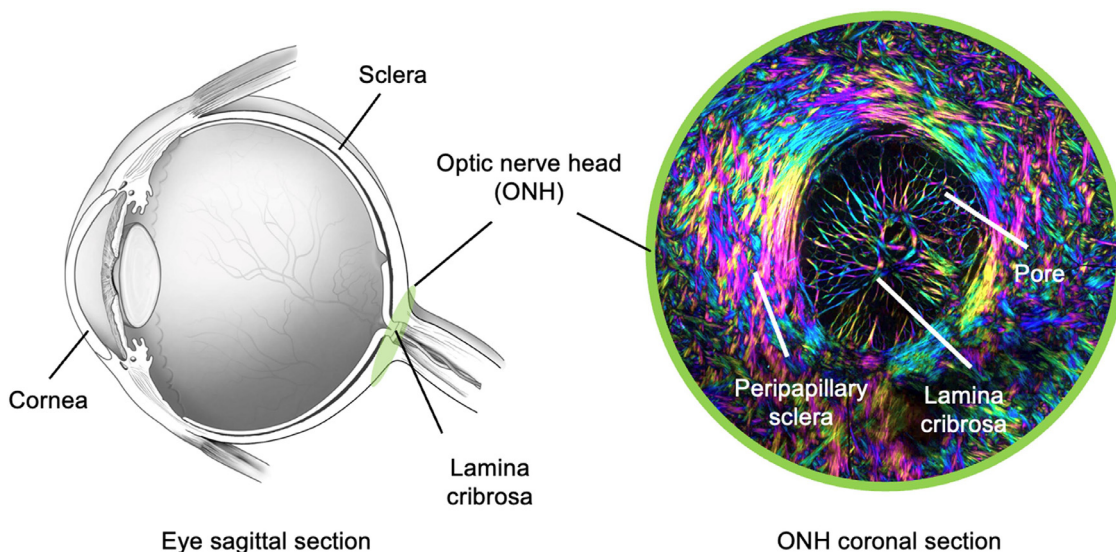 Sclera
Optic nerve head
(ONH)
Cornea
Lamina
cribrosa
Pore
Peripapillary
sclera
Lamina
cribrosa
Eye sagittal section
ONH coronal section